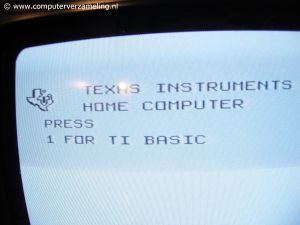 © www.computerverzameling.nl
TEXAS INSTRUMENTS
HOME COMPUTER
PRESS
1 FOR TI BASIC